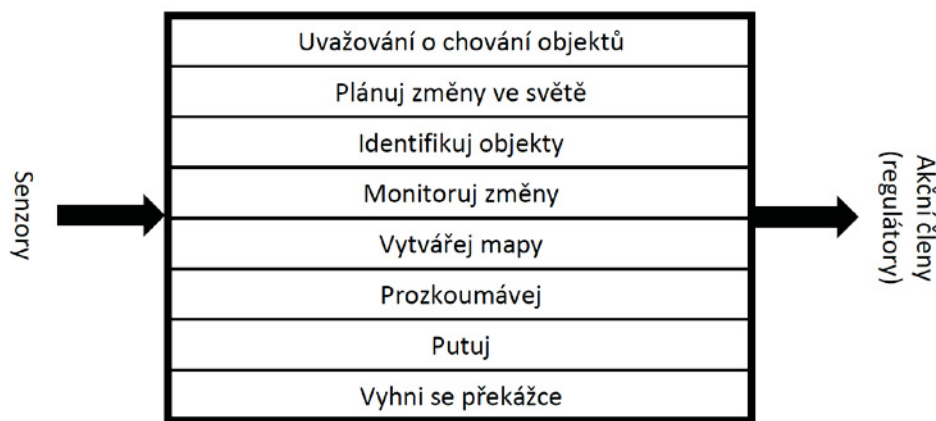 Senzory
Uvažování o chování objektů
Plánuj změny ve světě
Identifikuj objekty
Monitoruj změny
Vytvářej mapy
Prozkoumávej
Putuj
Vyhni se překážce
Akční členy
(regulátory)